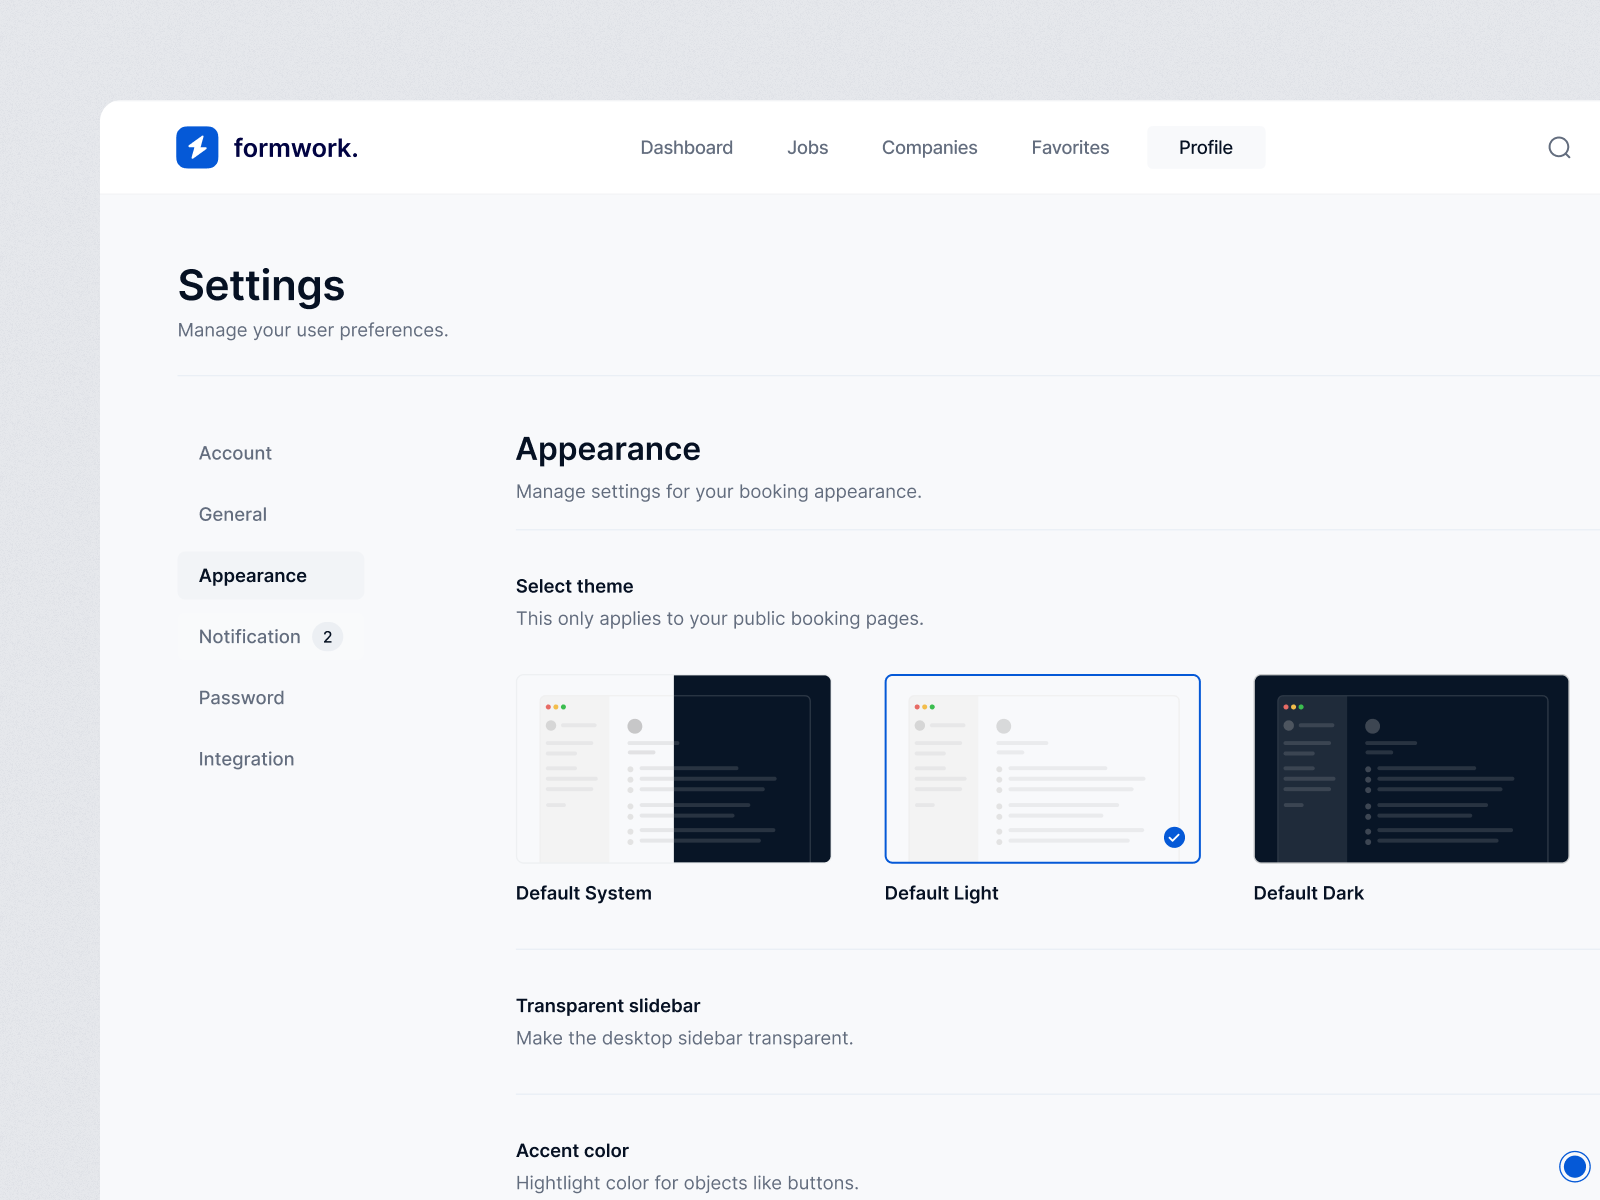 formwork.
Dashboard Jobs Companies Favorites Profile
Settings
Manage your user preferences.
Account
General
Appearance
Notification 2
Password
Integration
Appearance
Manage settings for your booking appearance.
Select theme
This only applies to your public booking pages.
Default System
Default Light
Default Dark
Transparent slidebar
Make the desktop sidebar transparent.
Accent color
Hightlight color for objects like buttons.